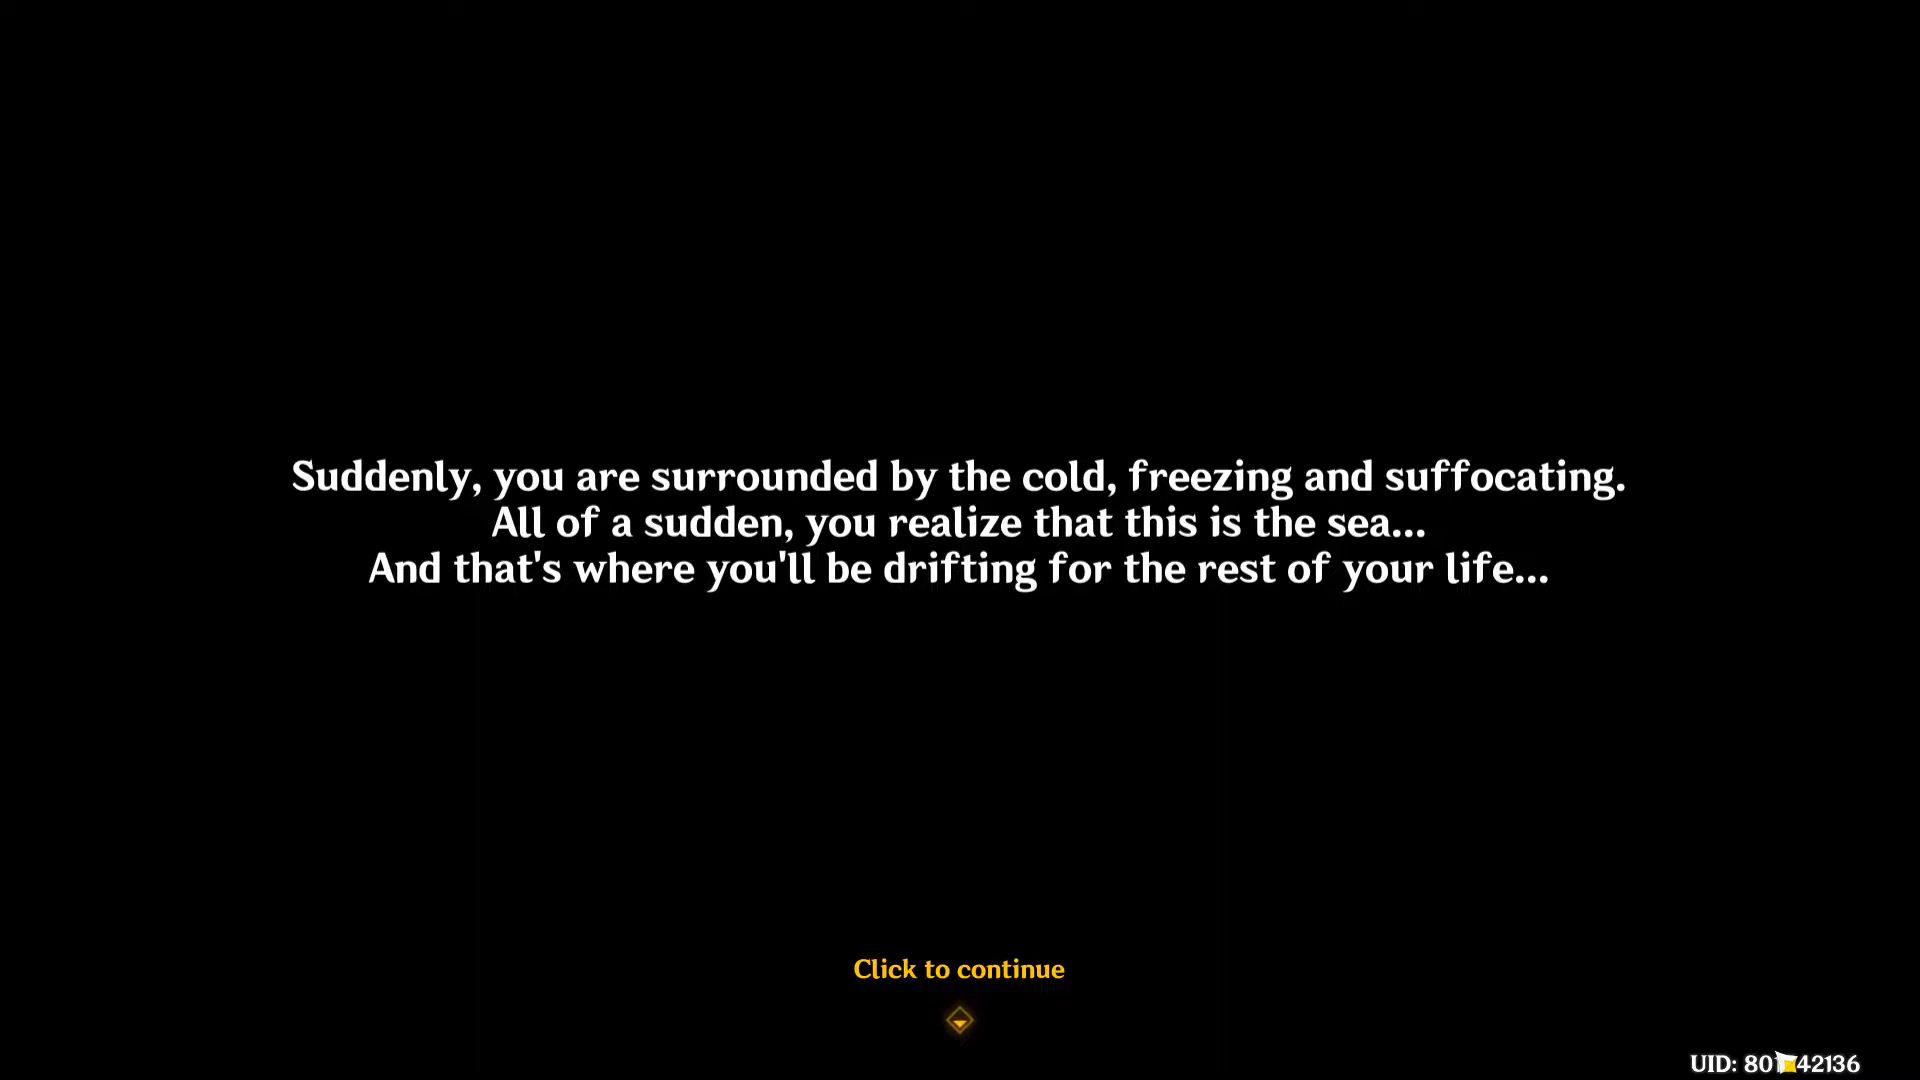 Suddenly, you are surrounded by the cold, freezing and suffocating.
All of a sudden, you realize that this is the sea...
And that's where you'll be drifting for the rest of your life...
Click to continue
UID: